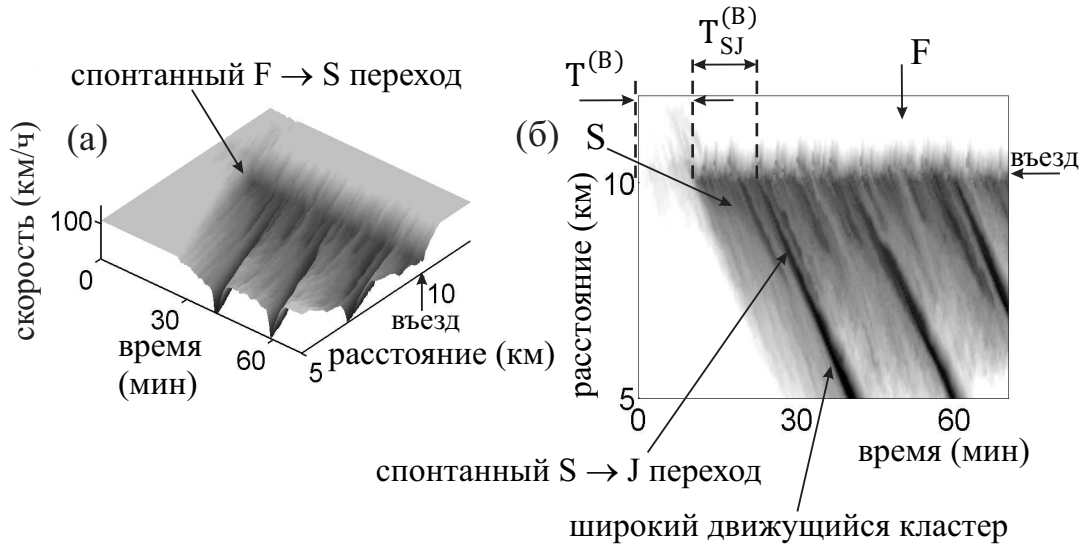 спонтанный F → S переход
(а)
скорость (км/ч)
100
0
30
60
время
(мин)
5
10
въезд
расстояние (км)
(б)
T^(B)
T_SJ^(B)
F
S
въезд
10
расстояние (км)
5
0
30
60
время (мин)
спонтанный S → J переход
широкий движущийся кластер